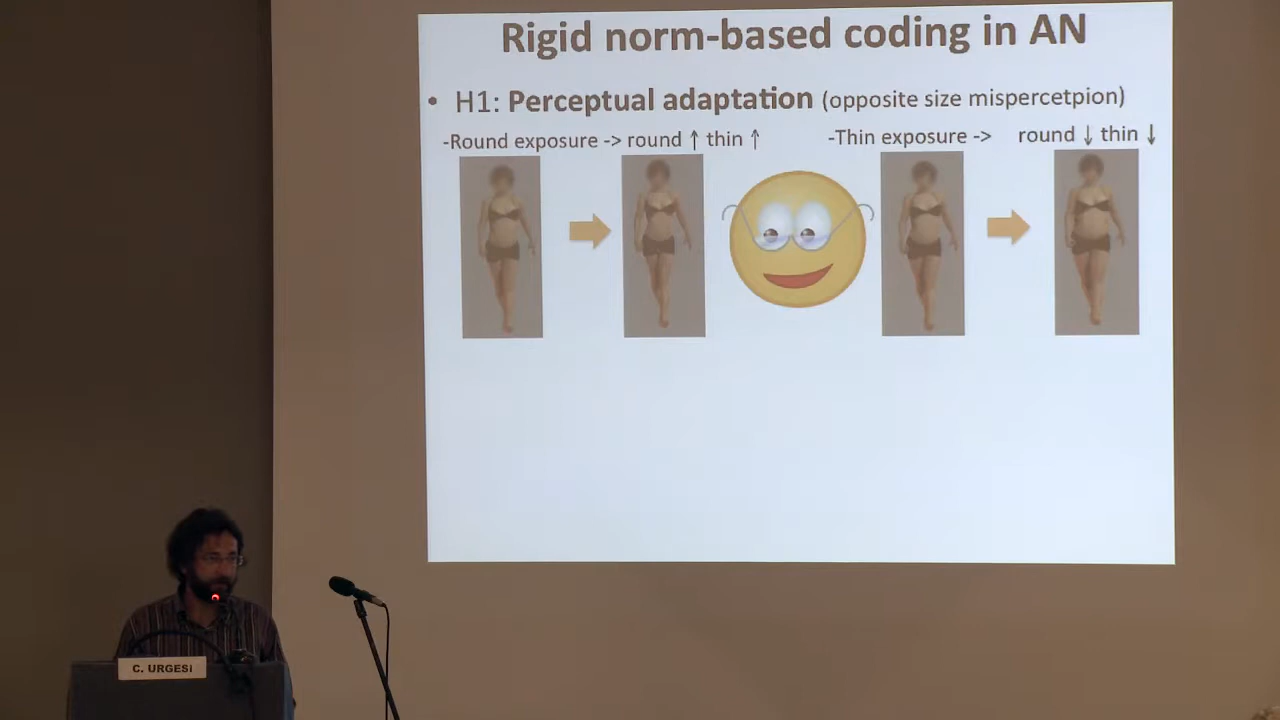 Rigid norm-based coding in AN
• H1: Perceptual adaptation (opposite size mispercetpion)
-Round exposure -> round ↑ thin ↑
-Thin exposure -> round ↓ thin ↓
C. URGESI